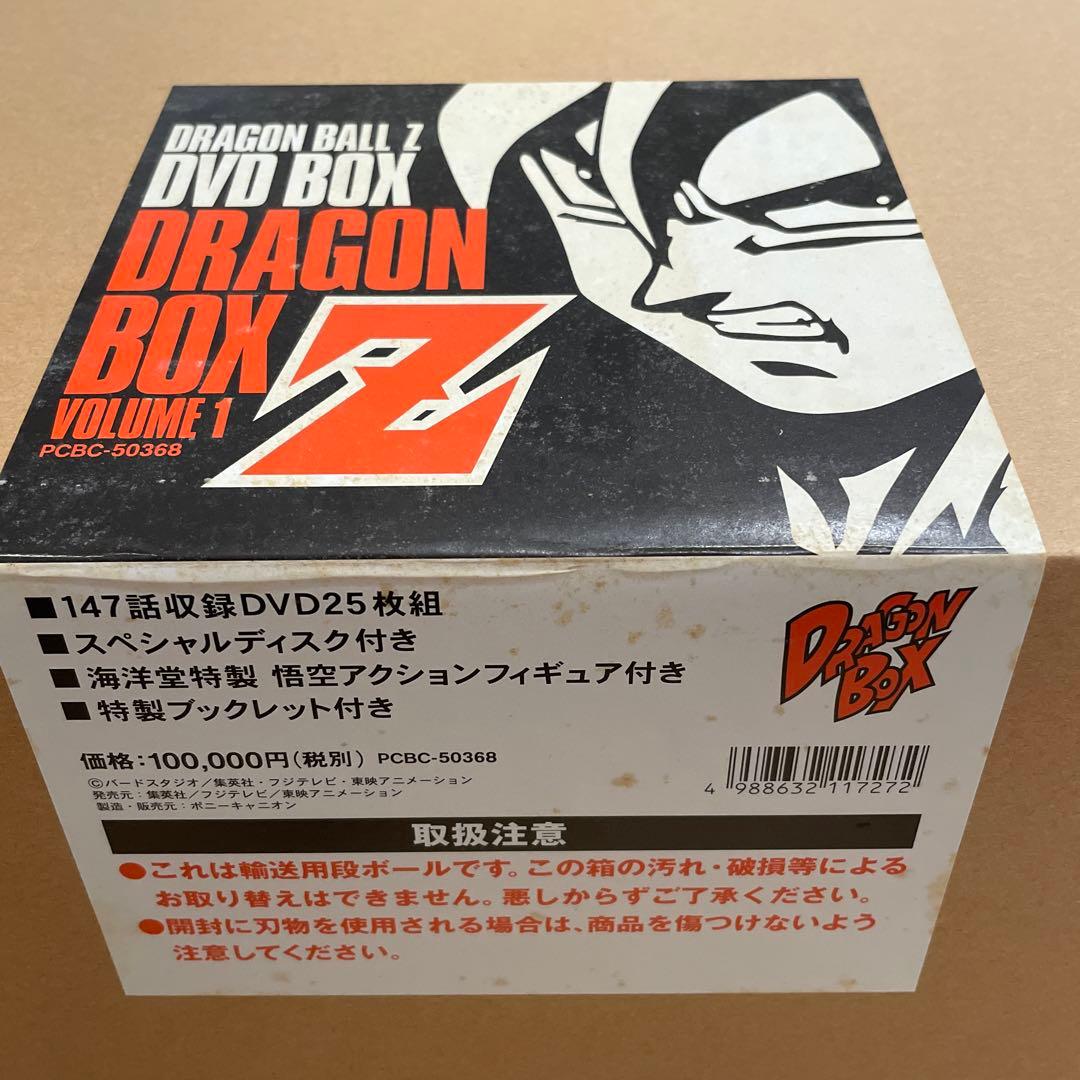 DRAGON BALL Z
DVD BOX
DRAGON
BOX
Z
VOLUME 1
PCBC-50368
■147話収録DVD25枚組
■スペシャルディスク付き
■海洋堂特製 悟空アクションフィギュア付き
■特製ブックレット付き
DRAGON
BOX
価格:100,000円(税別) PCBC-50368
©バードスタジオ/集英社・フジテレビ・東映アニメーション
発売元:集英社/フジテレビ/東映アニメーション
製造・販売元:ポニーキャニオン
4 988632 117272
取扱注意
●これは輸送用段ボールです。この箱の汚れ・破損等による
お取り替えはできません。悪しからずご了承ください。
●開封に刃物を使用される場合は、商品を傷つけないよう
注意してください。